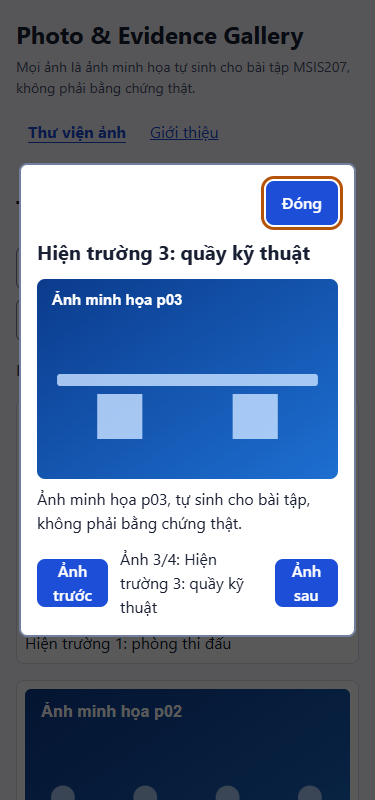 Photo & Evidence Gallery
Mọi ảnh là ảnh minh họa tự sinh cho bài tập MSIS207,
không phải bằng chứng thật.
Thư viện ảnh
Giới thiệu
Đóng
Hiện trường 3: quầy kỹ thuật
Ảnh minh họa p03
Ảnh minh họa p03, tự sinh cho bài tập,
không phải bằng chứng thật.
Ảnh
trước
Ảnh 3/4: Hiện
trường 3: quầy kỹ
thuật
Ảnh
sau
Hiện trường 1: phòng thi đấu
Ảnh minh họa p02